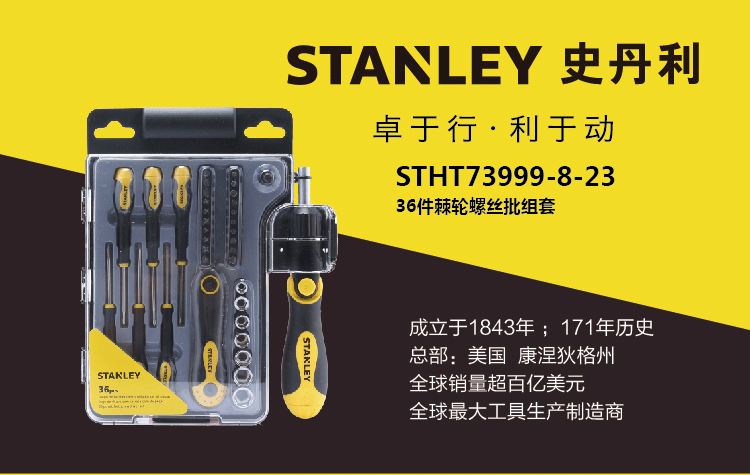 STANLEY 史丹利
卓于行·利于动
STHT73999-8-23
36件棘轮螺丝批组套
成立于1843年；171年历史
总部：美国 康涅狄格州
全球销量超百亿美元
全球最大工具生产制造商
STANLEY
36pcs
STANLEY
STANLEY